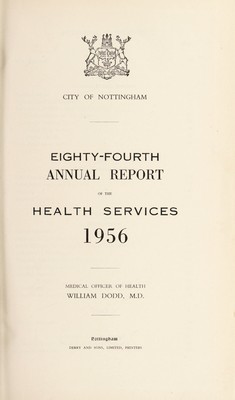 CITY OF NOTTINGHAM
EIGHTY-FOURTH
ANNUAL REPORT
OF THE
HEALTH SERVICES
1956
MEDICAL OFFICER OF HEALTH
WILLIAM DODD, M.D.
Nottingham
DERRY AND SONS, LIMITED, PRINTERS